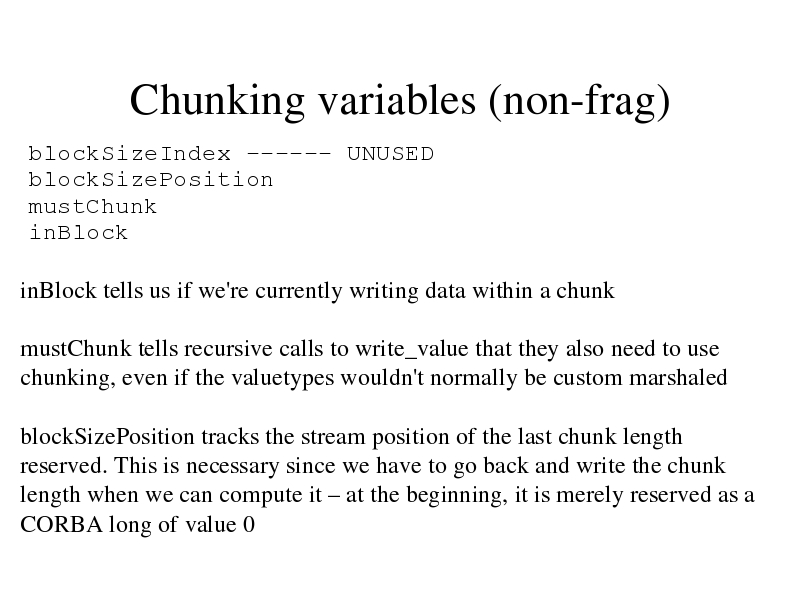 Chunking variables (non-frag)
blockSizeIndex ------ UNUSED
blockSizePosition
mustChunk
inBlock
inBlock tells us if we're currently writing data within a chunk
mustChunk tells recursive calls to write_value that they also need to use
chunking, even if the valuetypes wouldn't normally be custom marshaled
blockSizePosition tracks the stream position of the last chunk length
reserved. This is necessary since we have to go back and write the chunk
length when we can compute it – at the beginning, it is merely reserved as a
CORBA long of value 0